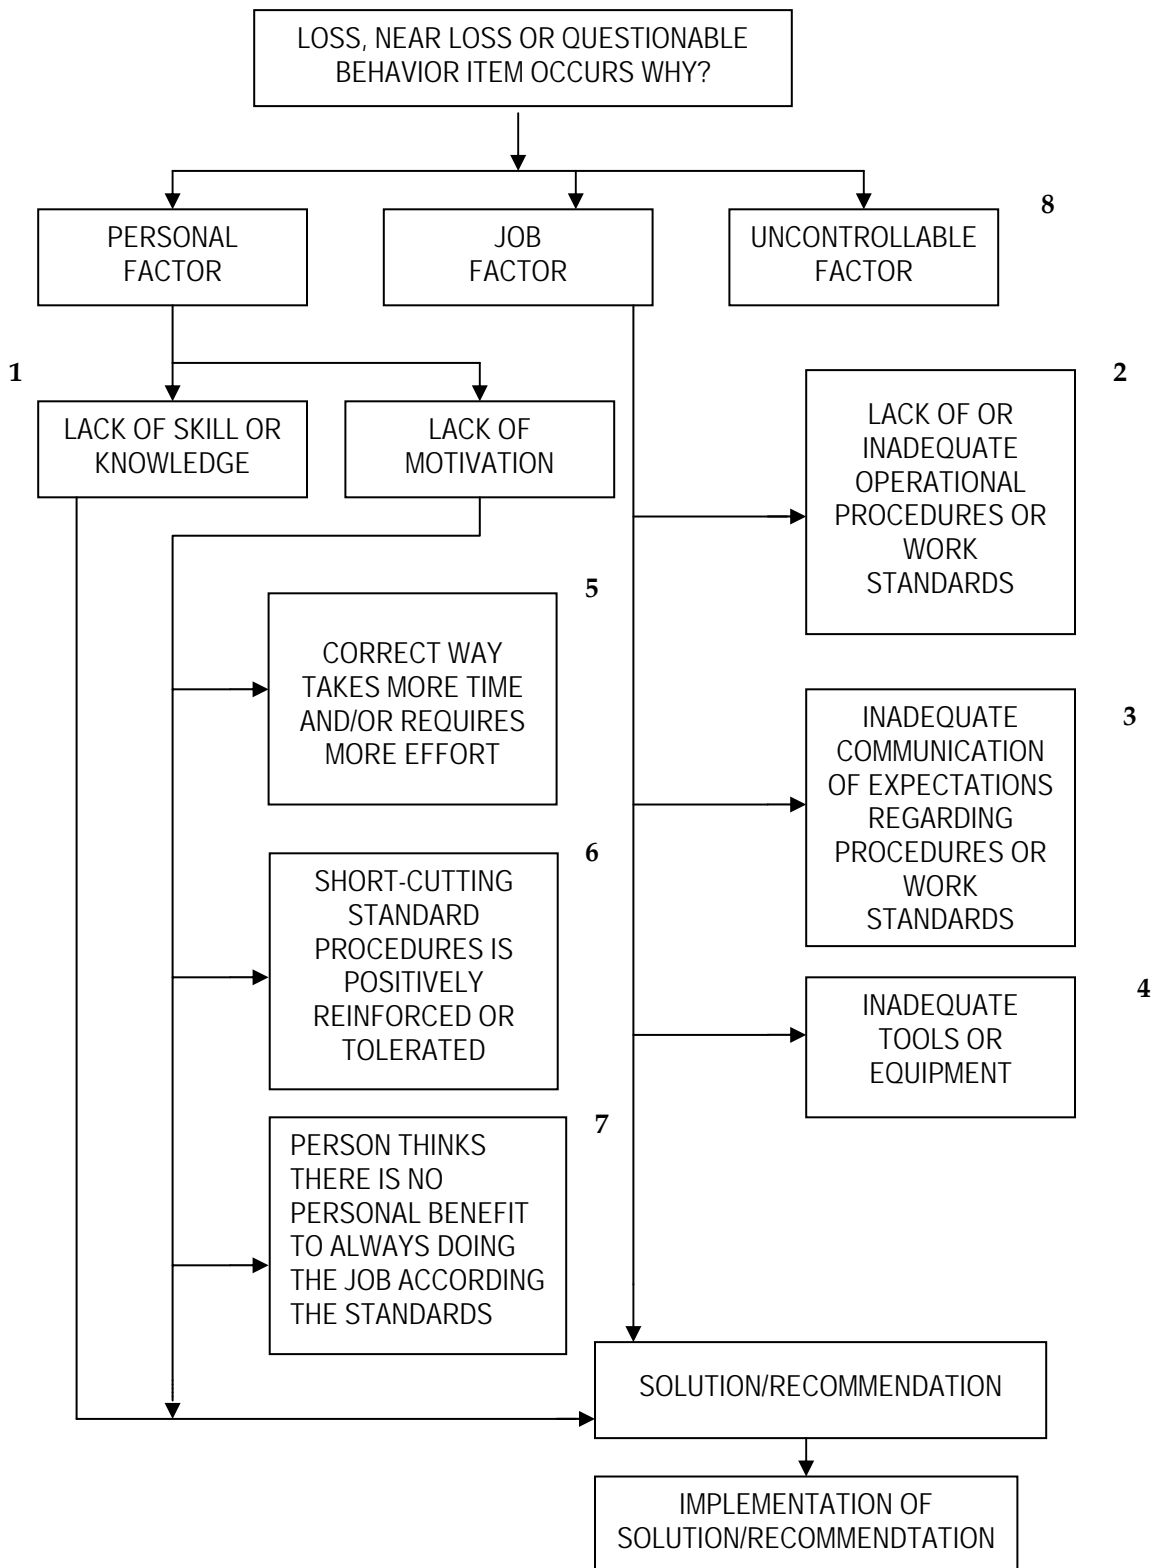 LOSS, NEAR LOSS OR QUESTIONABLE
BEHAVIOR ITEM OCCURS WHY?
8
PERSONAL
FACTOR
JOB
FACTOR
UNCONTROLLABLE
FACTOR
1
LACK OF SKILL OR
KNOWLEDGE
LACK OF
MOTIVATION
2
LACK OF OR
INADEQUATE
OPERATIONAL
PROCEDURES OR
WORK
STANDARDS
5
CORRECT WAY
TAKES MORE TIME
AND/OR REQUIRES
MORE EFFORT
3
INADEQUATE
COMMUNICATION
OF EXPECTATIONS
REGARDING
PROCEDURES OR
WORK
STANDARDS
6
SHORT-CUTTING
STANDARD
PROCEDURES IS
POSITIVELY
REINFORCED OR
TOLERATED
4
INADEQUATE
TOOLS OR
EQUIPMENT
7
PERSON THINKS
THERE IS NO
PERSONAL BENEFIT
TO ALWAYS DOING
THE JOB ACCORDING
THE STANDARDS
SOLUTION/RECOMMENDATION
IMPLEMENTATION OF
SOLUTION/RECOMMENDTATION